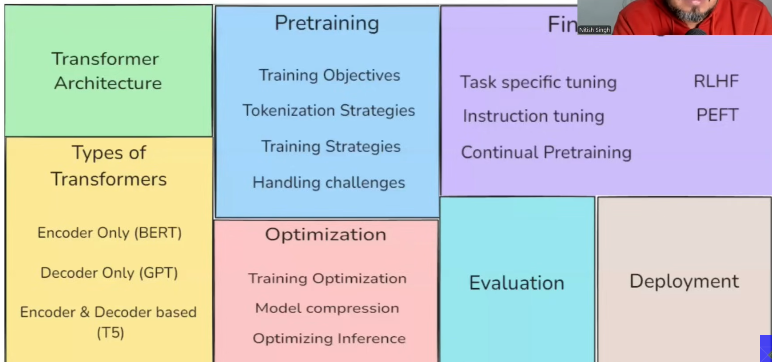 Transformer
Architecture
Types of
Transformers
Encoder Only (BERT)
Decoder Only (GPT)
Encoder & Decoder based
(T5)
Pretraining
Training Objectives
Tokenization Strategies
Training Strategies
Handling challenges
Optimization
Training Optimization
Model compression
Optimizing Inference
Fin
Nitish Singh
Task specific tuning
RLHF
Instruction tuning
PEFT
Continual Pretraining
Evaluation
Deployment